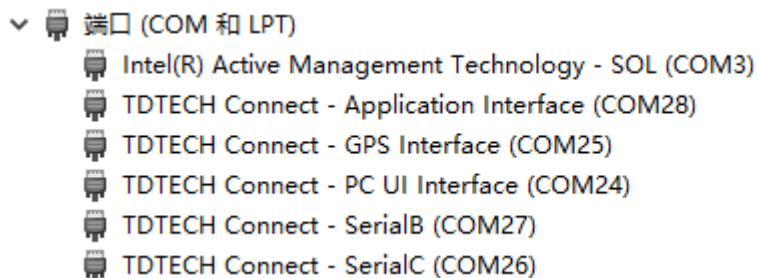 端口 (COM 和 LPT)
Intel(R) Active Management Technology - SOL (COM3)
TDTECH Connect - Application Interface (COM28)
TDTECH Connect - GPS Interface (COM25)
TDTECH Connect - PC UI Interface (COM24)
TDTECH Connect - SerialB (COM27)
TDTECH Connect - SerialC (COM26)